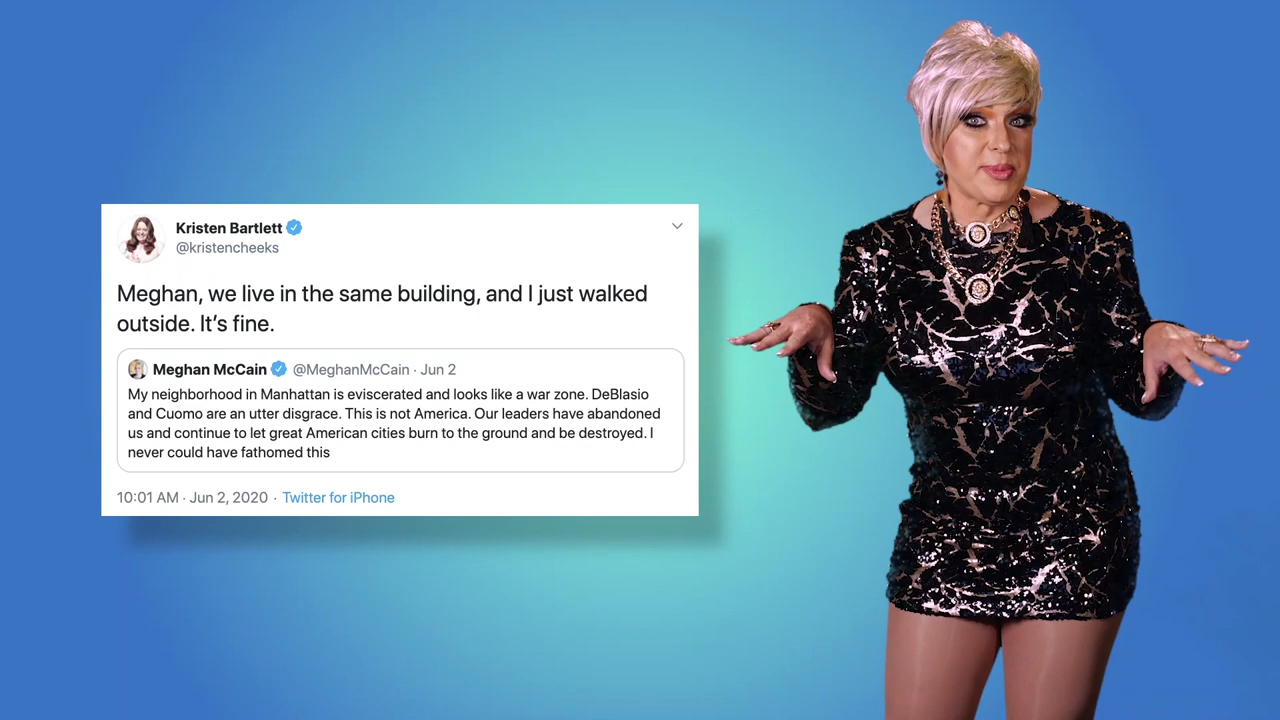 Kristen Bartlett
@kristencheeks
Meghan, we live in the same building, and I just walked
outside. It's fine.
Meghan McCain @MeghanMcCain · Jun 2
My neighborhood in Manhattan is eviscerated and looks like a war zone. DeBlasio
and Cuomo are an utter disgrace. This is not America. Our leaders have abandoned
us and continue to let great American cities burn to the ground and be destroyed. I
never could have fathomed this
10:01 AM · Jun 2, 2020 · Twitter for iPhone